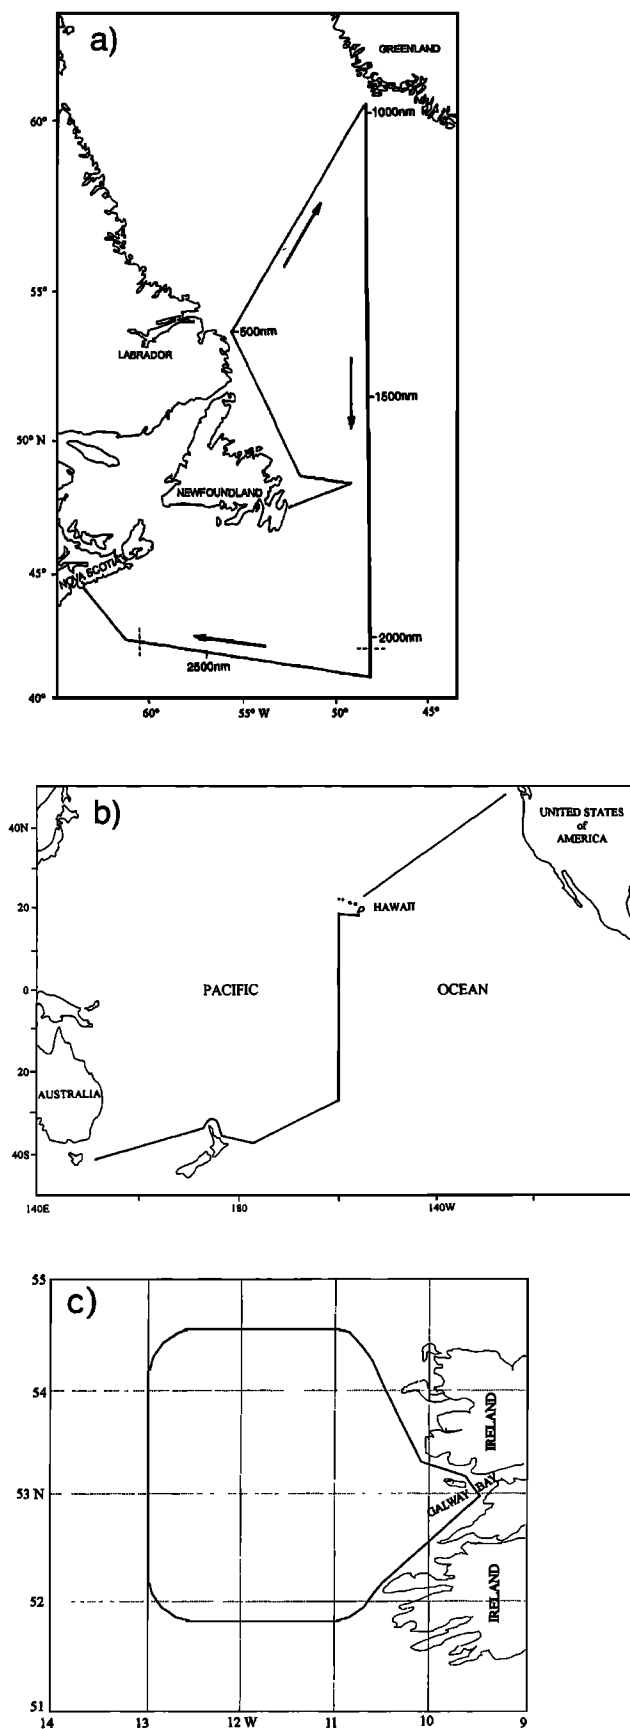 a)
GREENLAND
60°
1000nm
55°
500nm
LABRADOR
1500nm
50° N
NEWFOUNDLAND
45°
NOVA SCOTIA
2000nm
2500nm
40°
60°
55° W
50°
45°
b)
40N
UNITED STATES
of
AMERICA
20
HAWAII
0
PACIFIC
OCEAN
20
AUSTRALIA
40S
140E
180
140W
55
c)
54
IRELAND
53 N
GALWAY BAY
52
IRELAND
51
14
13
12 W
11
10
9